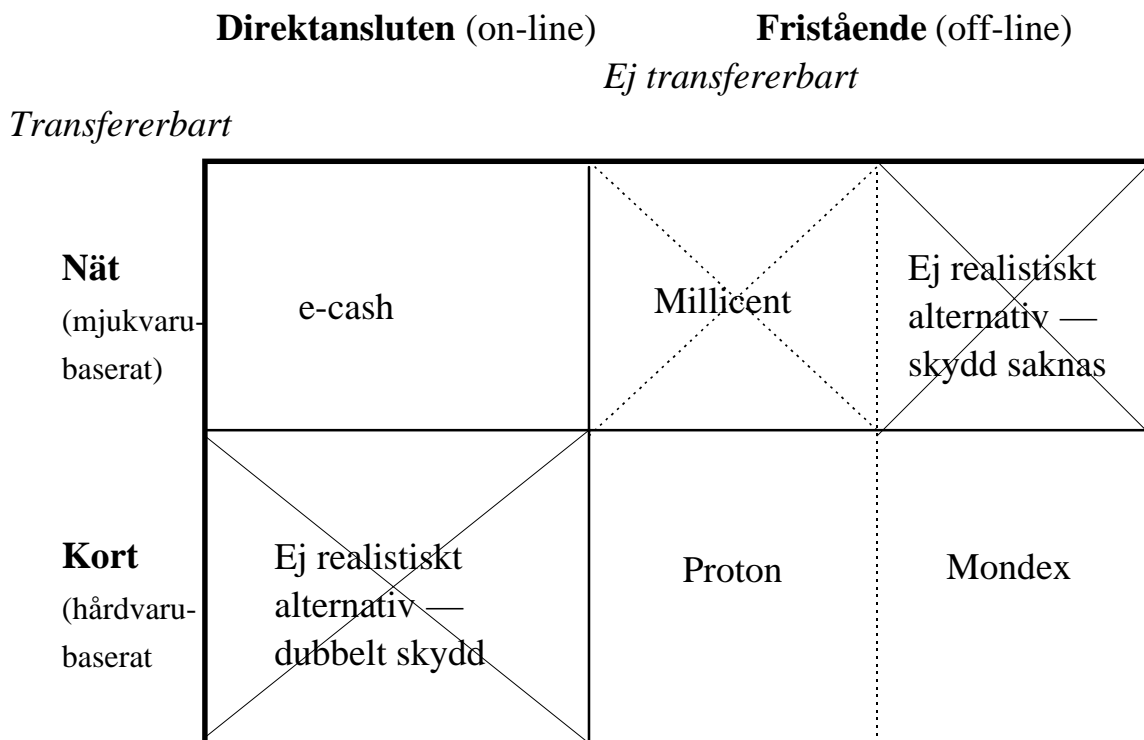 Direktansluten (on-line) Fristående (off-line)
Ej transfererbart
Transfererbart
Nät
(mjukvaru-
baserat)
e-cash
Millicent
Ej realistiskt
alternativ —
skydd saknas
Kort
(hårdvaru-
baserat
Ej realistiskt
alternativ —
dubbelt skydd
Proton
Mondex